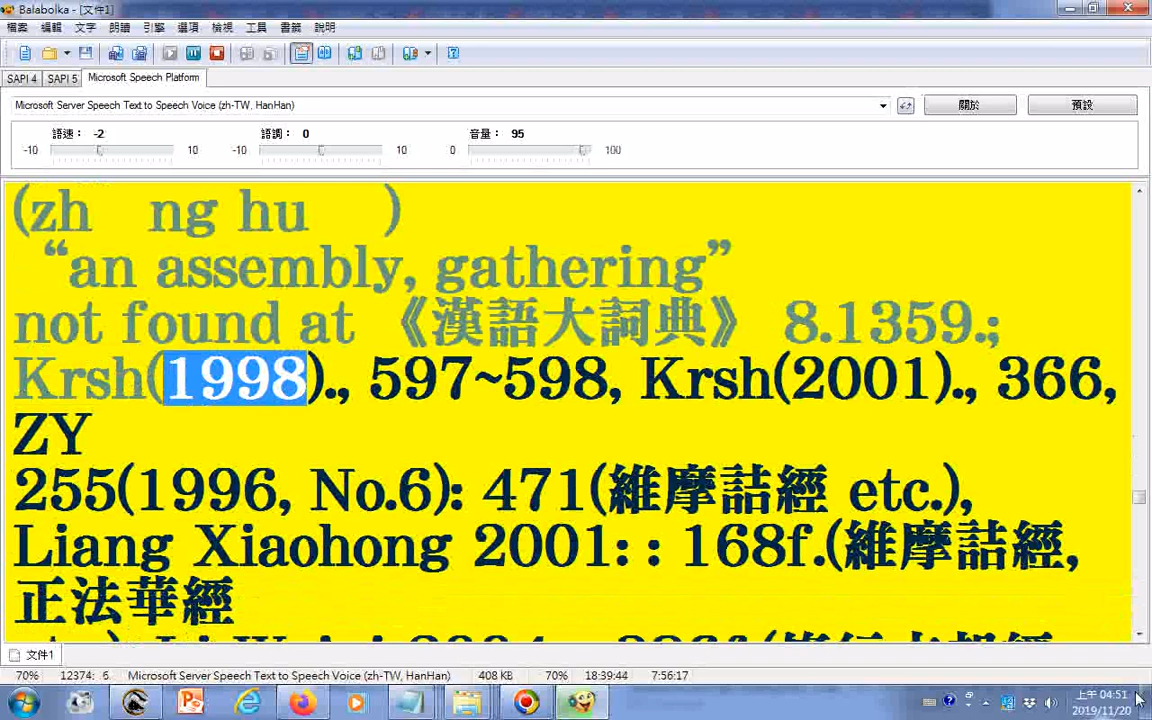 Balabolka - [文件1]
檔案 編輯 文字 朗讀 引擎 選項 檢視 工具 書籤 說明
SAPI 4 SAPI 5 Microsoft Speech Platform
Microsoft Server Speech Text to Speech Voice (zh-TW, HanHan)
關於 預設
語速： -2 語調： 0 音量： 95
-10 10 -10 10 0 100
(zh ng hu )
“an assembly, gathering”
not found at 《漢語大詞典》 8.1359.;
Krsh(1998)., 597~598, Krsh(2001)., 366,
ZY
255(1996, No.6): 471(維摩詰經 etc.),
Liang Xiaohong 2001: : 168f.(維摩詰經,
正法華經
文件1
70% 12374: 6 Microsoft Server Speech Text to Speech Voice (zh-TW, HanHan) 408 KB 70% 18:39:44 7:56:17
上午 04:51
2019/11/20